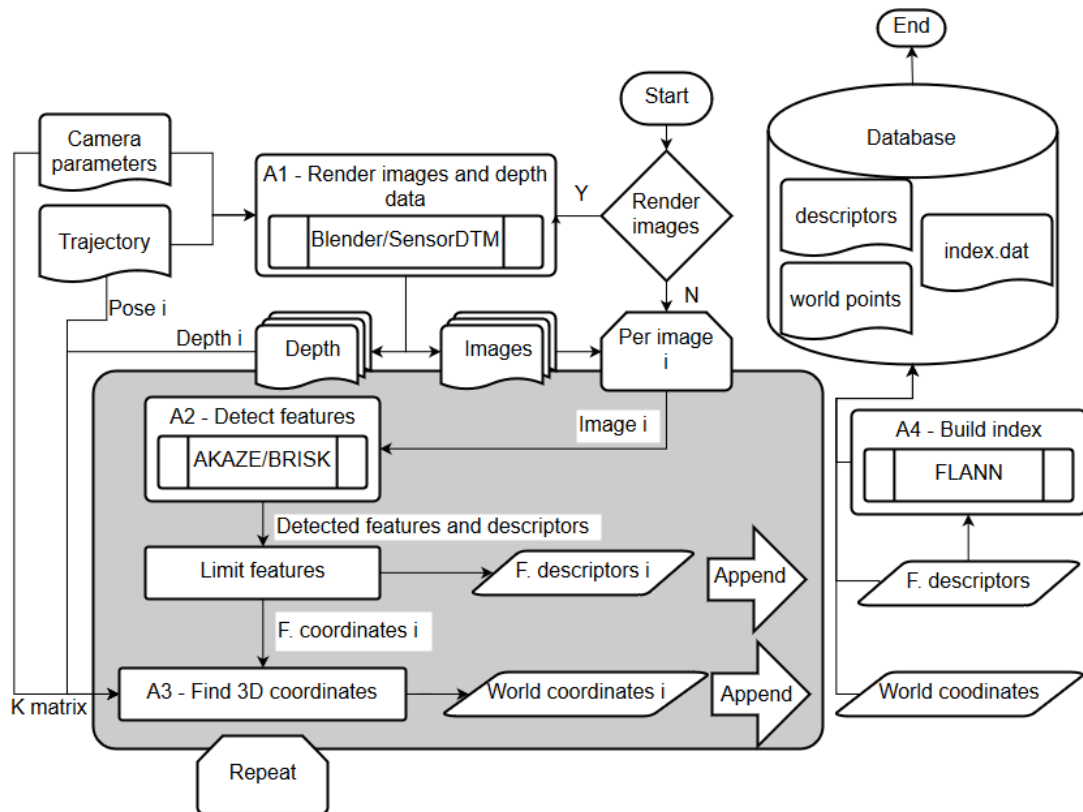 End
Start
Database
Camera
parameters
A1 - Render images and depth
data
Blender/SensorDTM
Y
Render
images
descriptors
index.dat
world points
Trajectory
Pose i
N
Depth i
Depth
Images
Per image
i
A2 - Detect features
AKAZE/BRISK
Image i
A4 - Build index
FLANN
Detected features and descriptors
Limit features
F. descriptors i
Append
F. descriptors
F. coordinates i
A3 - Find 3D coordinates
World coordinates i
Append
World coodinates
K matrix
Repeat